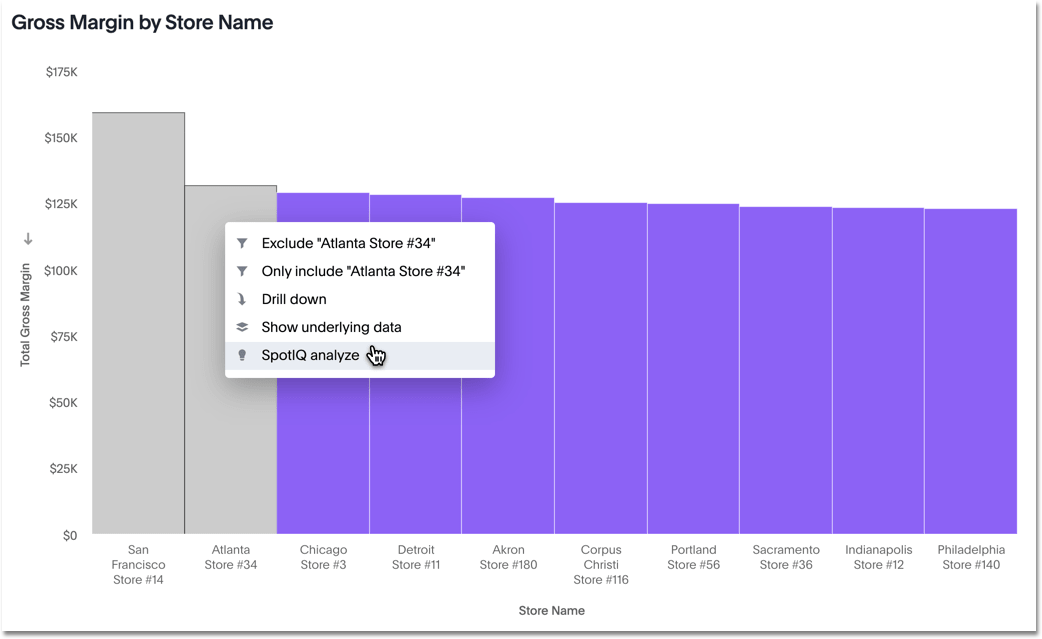 Gross Margin by Store Name
$175K
$150K
$125K
$100K
$75K
$50K
$25K
$0
Total Gross Margin
Exclude "Atlanta Store #34"
Only include "Atlanta Store #34"
Drill down
Show underlying data
SpotIQ analyze
San
Francisco
Store #14
Atlanta
Store #34
Chicago
Store #3
Detroit
Store #11
Akron
Store #180
Corpus
Christi
Store #116
Portland
Store #56
Sacramento
Store #36
Indianapolis
Store #12
Philadelphia
Store #140
Store Name